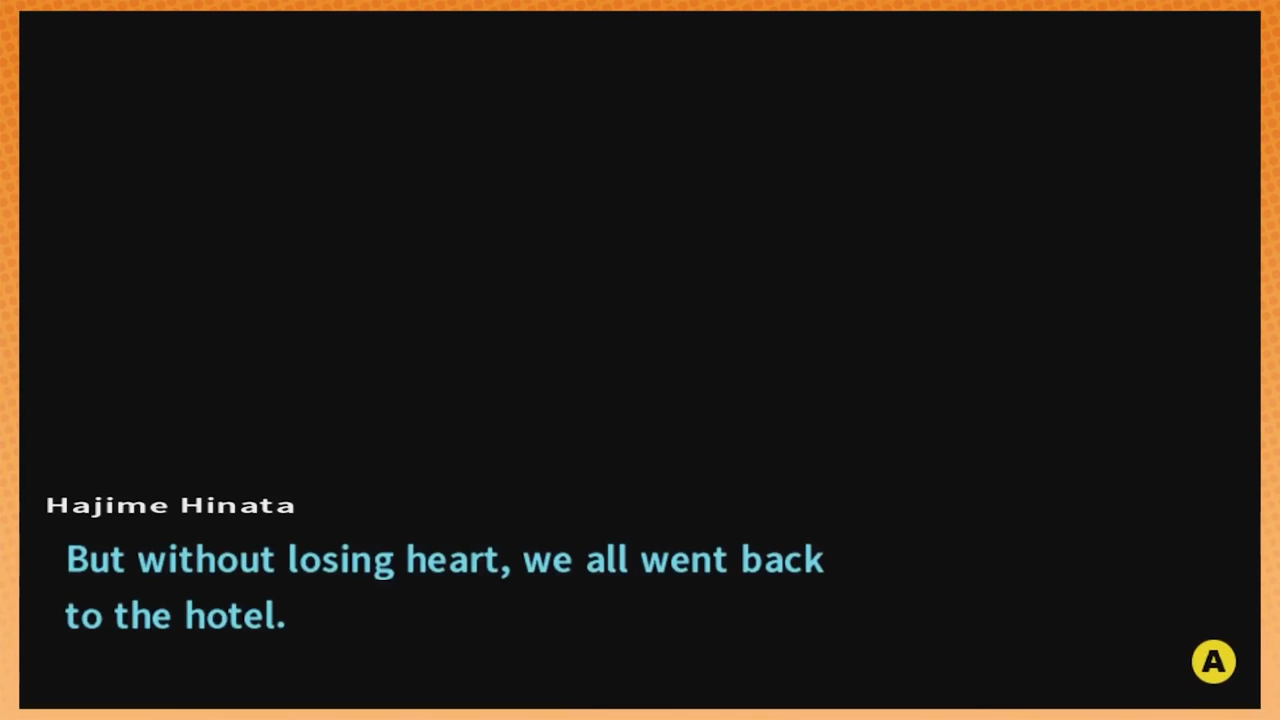 Hajime Hinata
But without losing heart, we all went back
to the hotel.
A